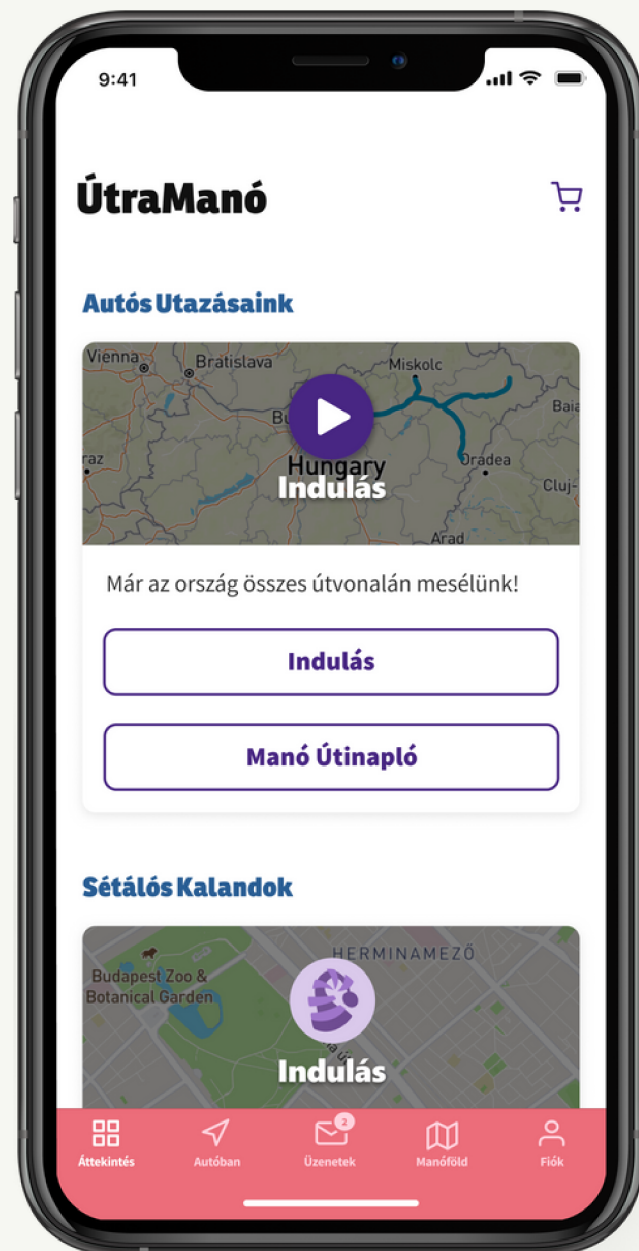 9:41
ÚtraManó
Autós Utazásaink
Vienna
Bratislava
Miskolc
Hungary
Oradea
Cluj-
Arad
Indulás
Már az ország összes útvonalán mesélünk!
Indulás
Manó Útinapló
Sétálós Kalandok
HERMINAMEZŐ
Budapest Zoo &
Botanical Garden
Indulás
2
Áttekintés
Autóban
Üzenetek
Manóföld
Fiók